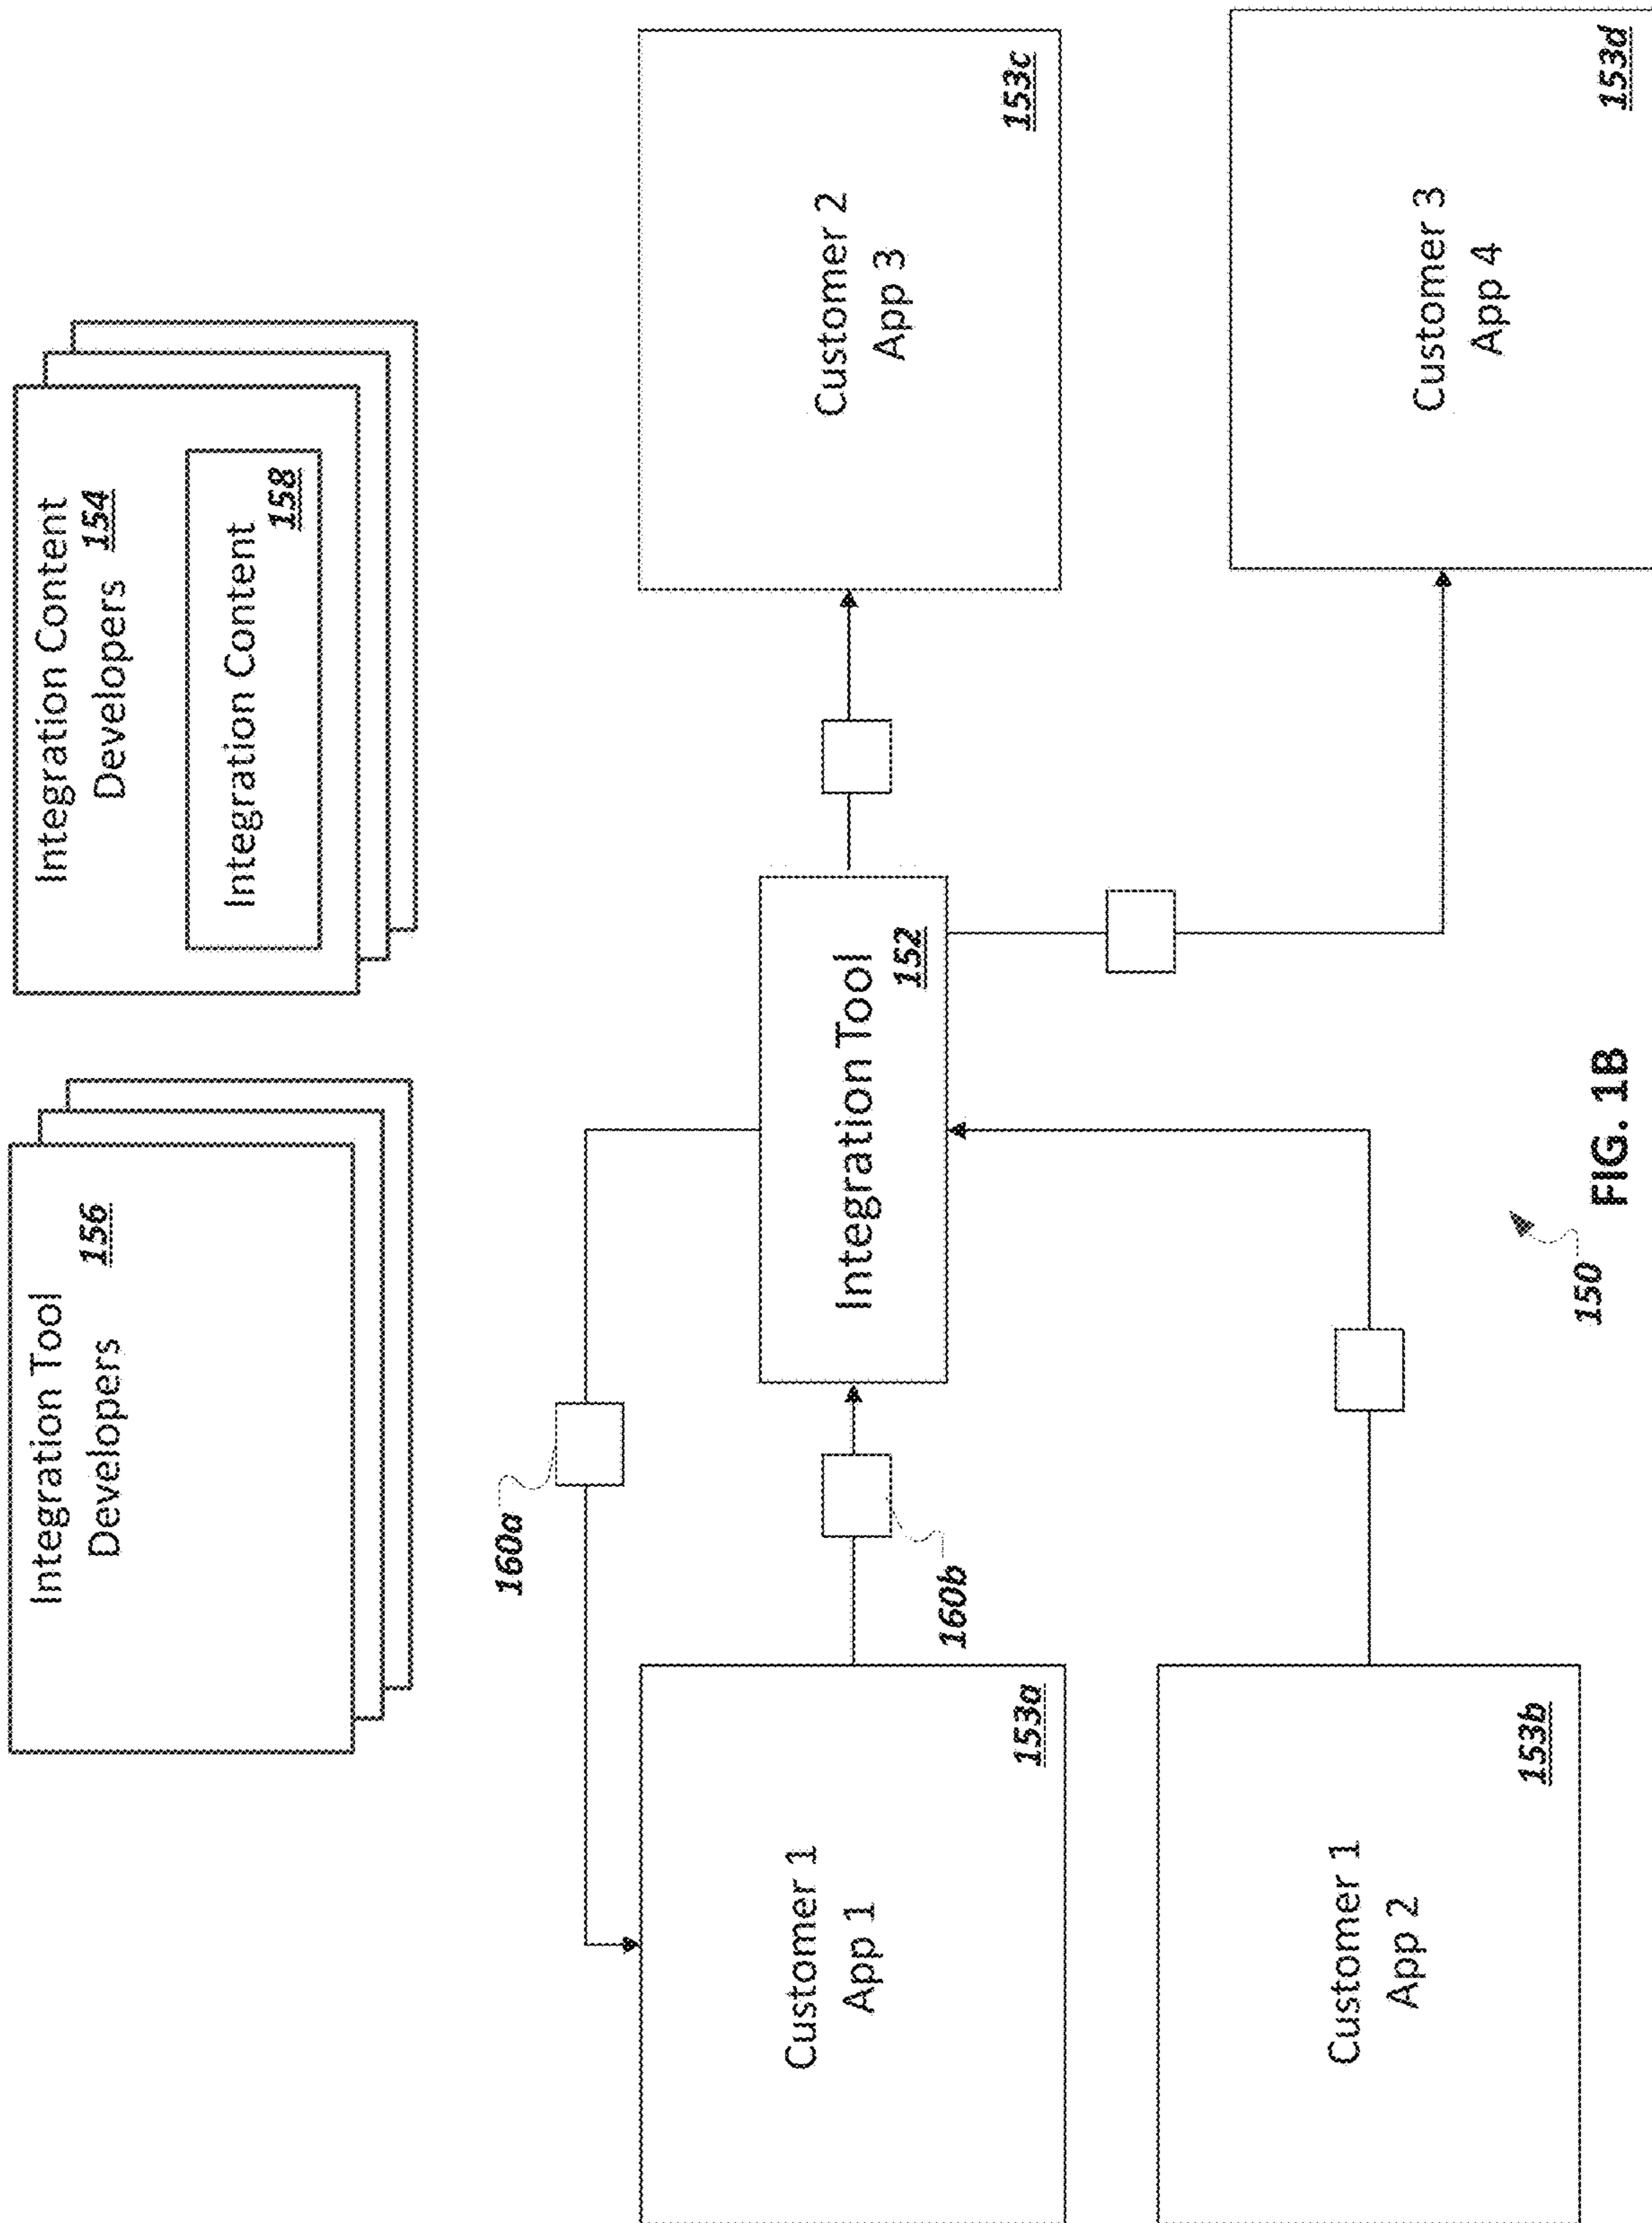 Integration Tool
Developers 156
Integration Content
Developers 154
Integration Content
158
160a
Customer 1
App 1
153a
160b
Integration Tool
152
Customer 2
App 3
153c
Customer 1
App 2
153b
Customer 3
App 4
153d
150
FIG. 1B